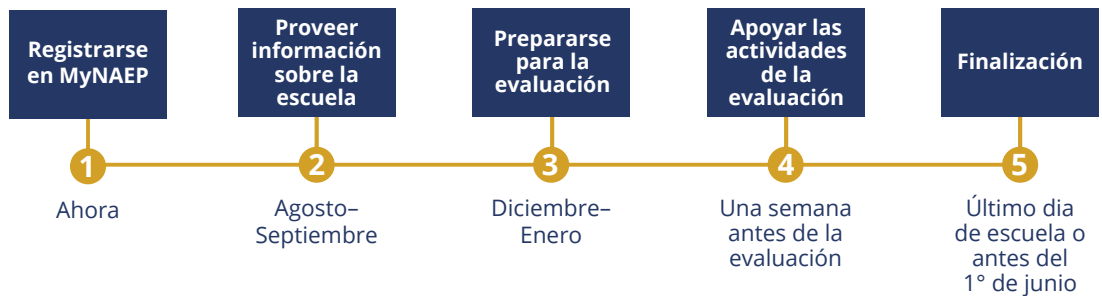 Registrarse
en MyNAEP
Proveer
información
sobre la
escuela
Prepararse
para la
evaluación
Apoyar las
actividades
de la
evaluación
Finalización
1
2
3
4
5
Ahora
Agosto–
Septiembre
Diciembre–
Enero
Una semana
antes de la
evaluación
Último dia
de escuela o
antes del
1° de junio